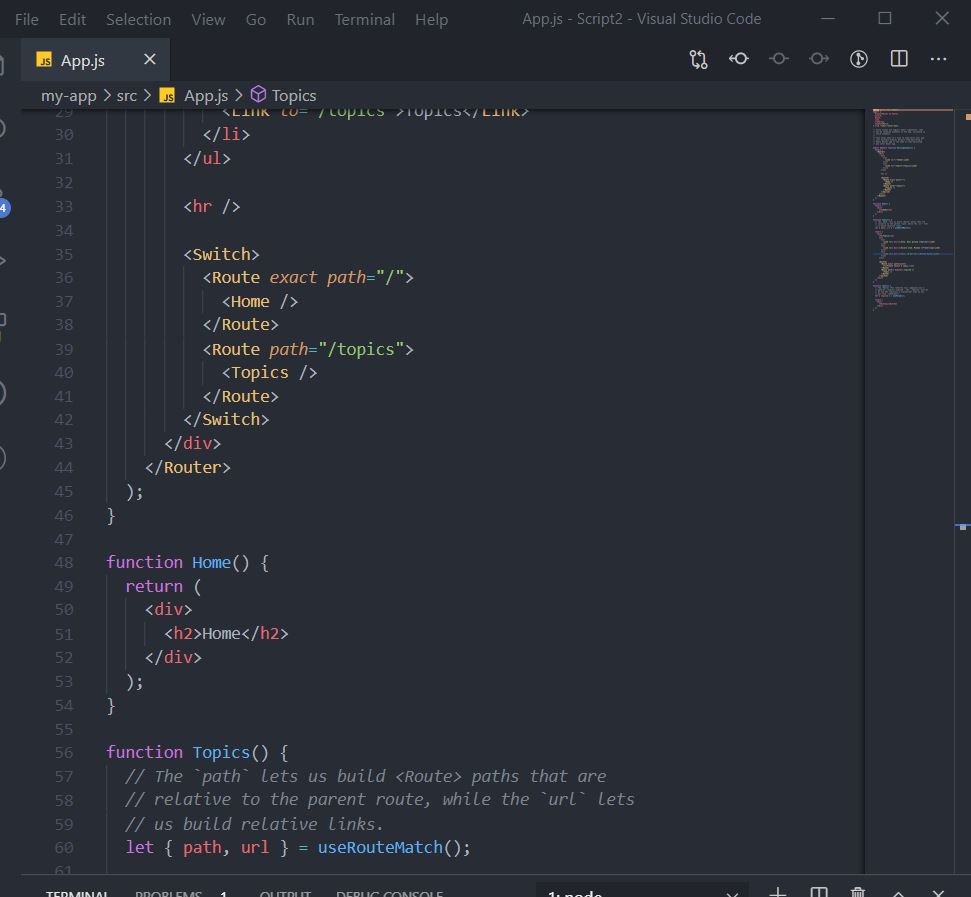 File Edit Selection View Go Run Terminal Help App.js - Script2 - Visual Studio Code
JS App.js
my-app > src > JS App.js > Topics
29 <Link to="/topics">Topics</Link>
30 </li>
31 </ul>
32
33 <hr />
34
35 <Switch>
36 <Route exact path="/">
37 <Home />
38 </Route>
39 <Route path="/topics">
40 <Topics />
41 </Route>
42 </Switch>
43 </div>
44 </Router>
45 );
46 }
47
48 function Home() {
49 return (
50 <div>
51 <h2>Home</h2>
52 </div>
53 );
54 }
55
56 function Topics() {
57 // The `path` lets us build <Route> paths that are
58 // relative to the parent route, while the `url` lets
59 // us build relative links.
60 let { path, url } = useRouteMatch();
61
4
TERMINAL PROBLEMS 1 OUTPUT DEBUG CONSOLE 1: node